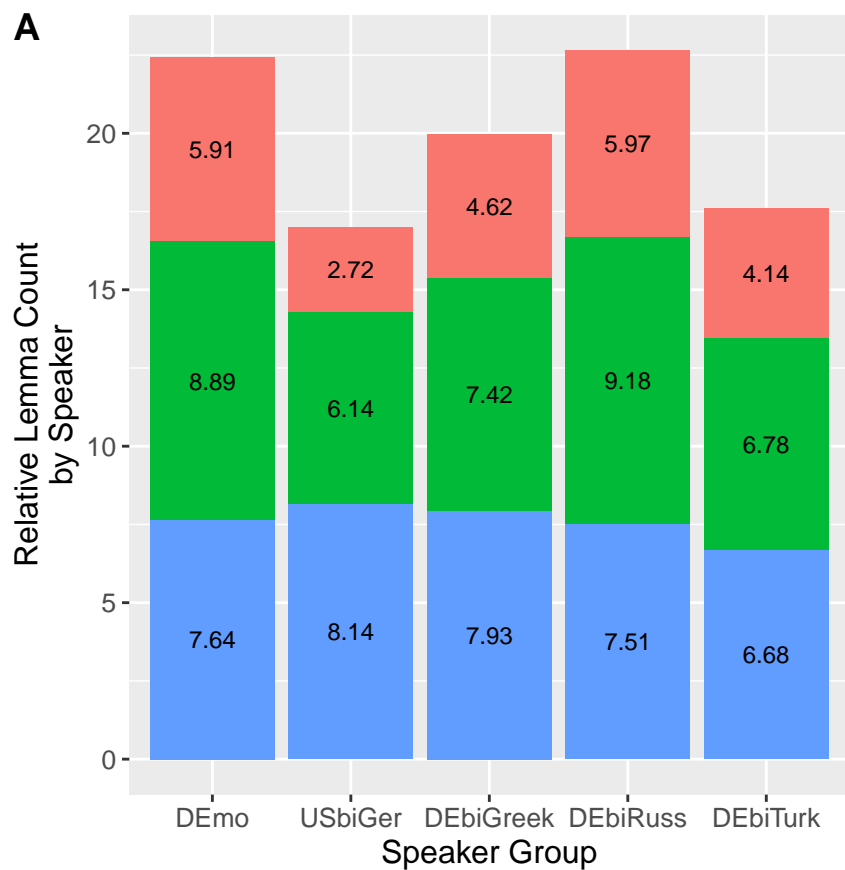 A
Relative Lemma Count
by Speaker
20
15
10
5
0
5.91
2.72
4.62
5.97
4.14
8.89
6.14
7.42
9.18
6.78
7.64
8.14
7.93
7.51
6.68
DEmo
USbiGer
DEbiGreek
DEbiRuss
DEbiTurk
Speaker Group